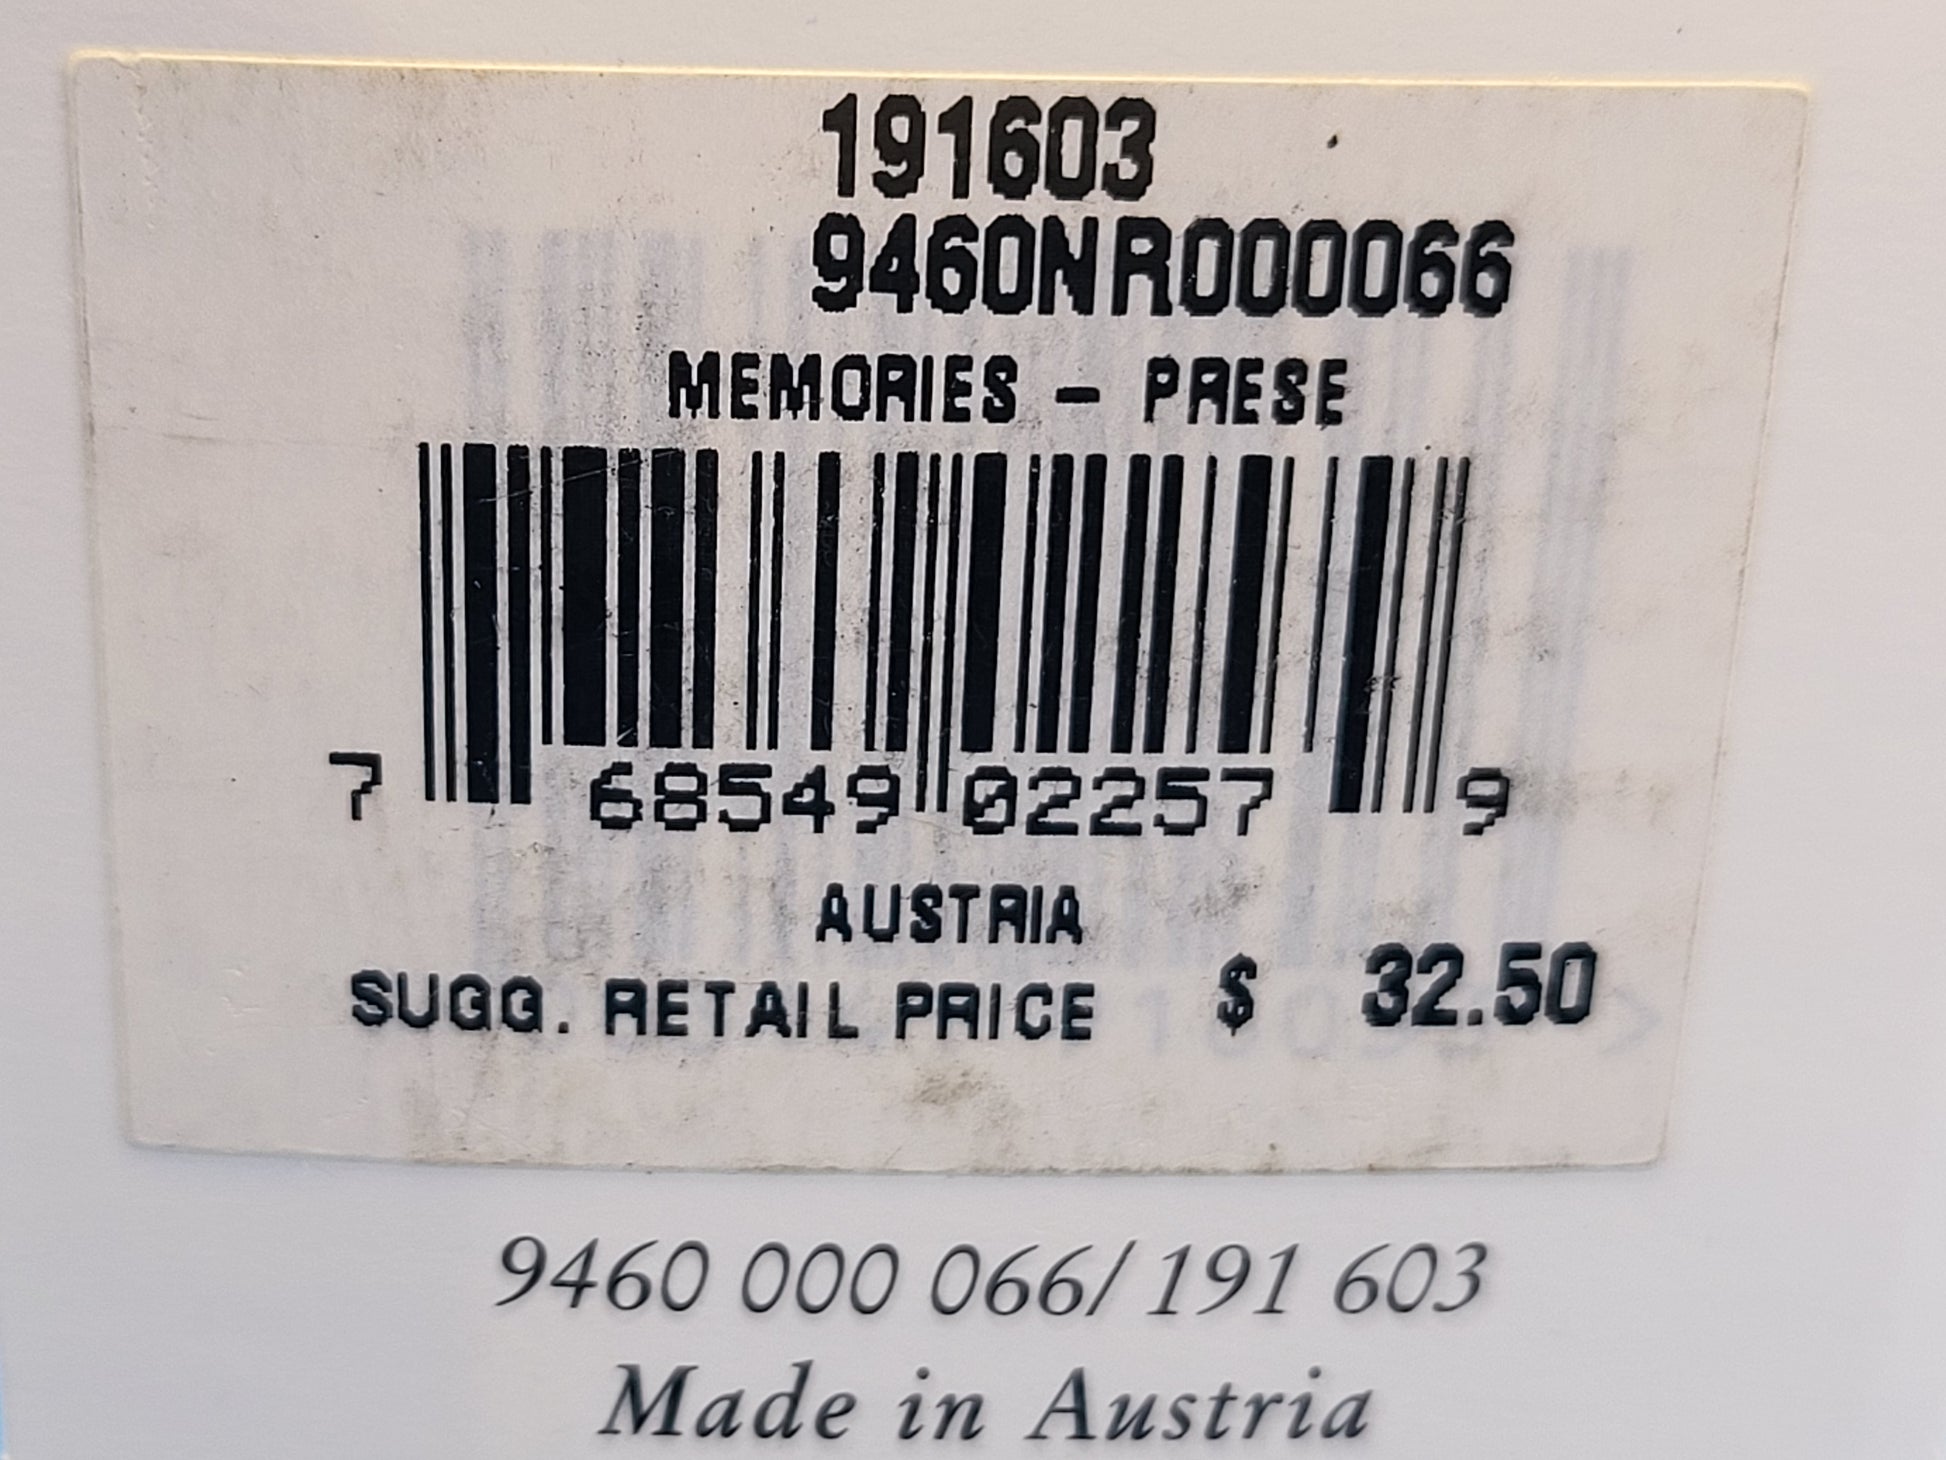 191603
9460NR000066
MEMORIES - PRESE
7 68549 02257 9
AUSTRIA
SUGG. RETAIL PRICE $ 32.50
9460 000 066/ 191 603
Made in Austria